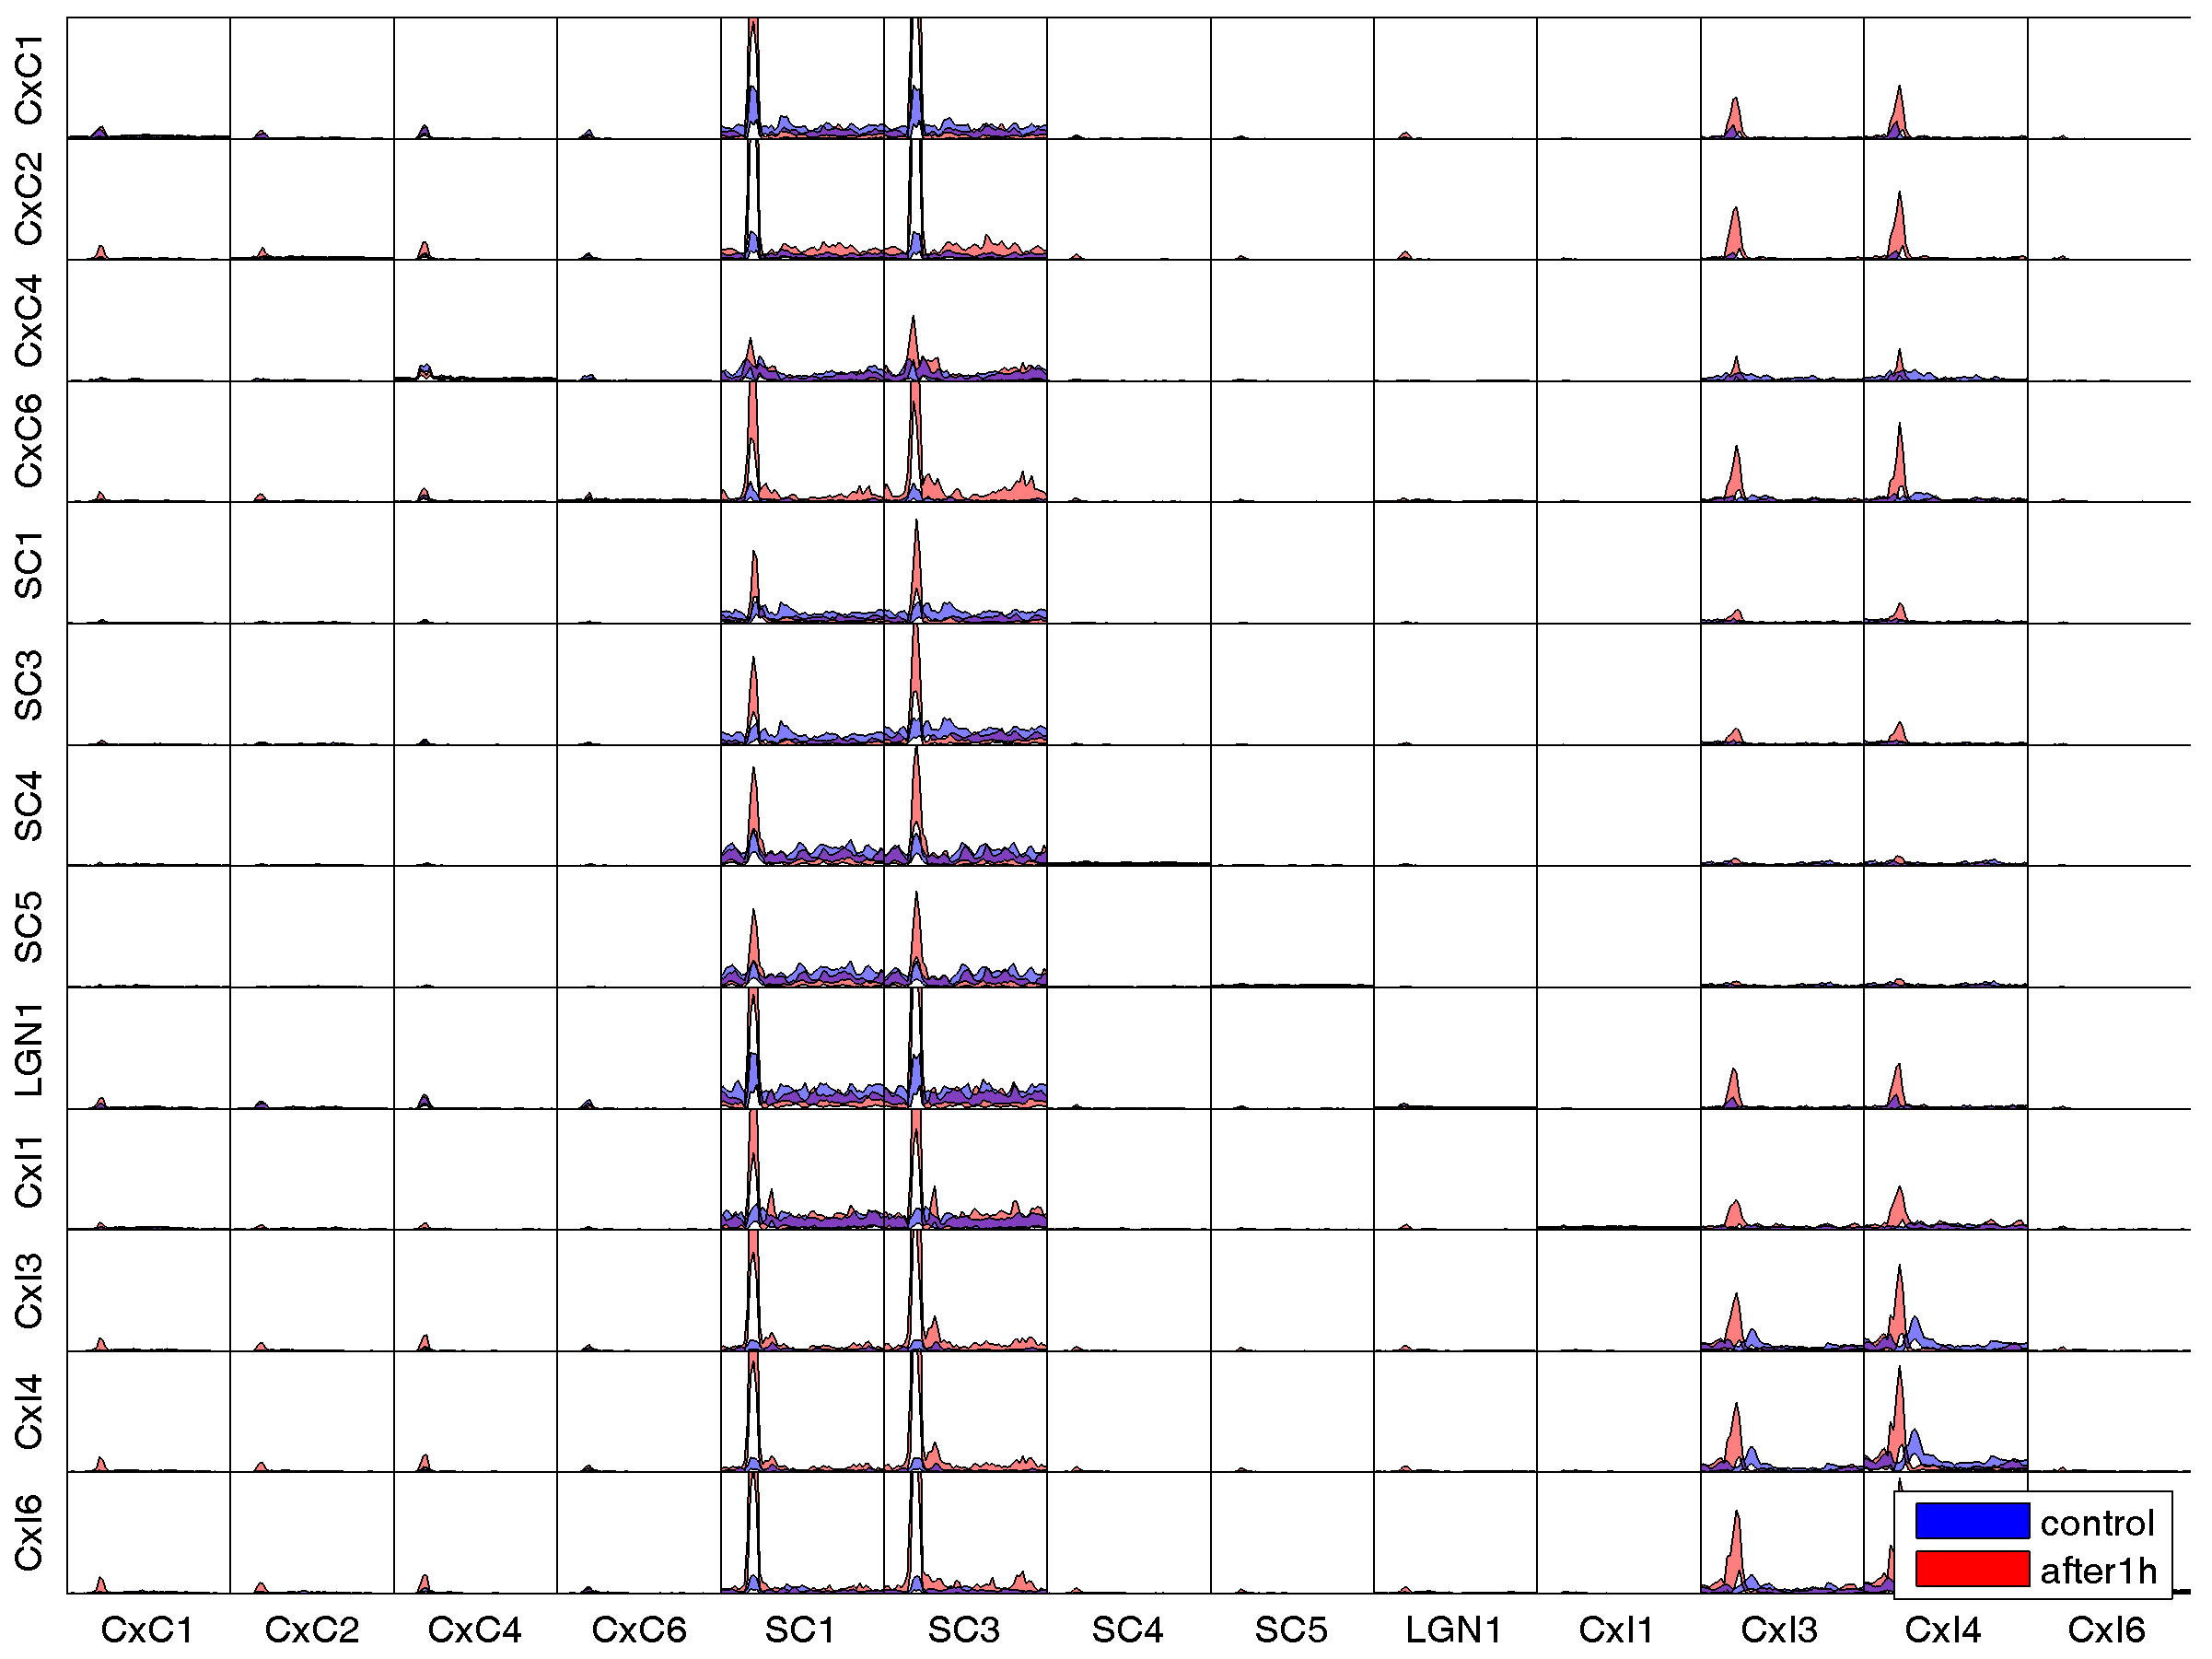 CxC1
CxC2
CxC4
CxC6
SC1
SC3
SC4
SC5
LGN1
CxI1
CxI3
CxI4
CxI6
control
after1h
CxC1 CxC2 CxC4 CxC6 SC1 SC3 SC4 SC5 LGN1 CxI1 CxI3 CxI4 CxI6